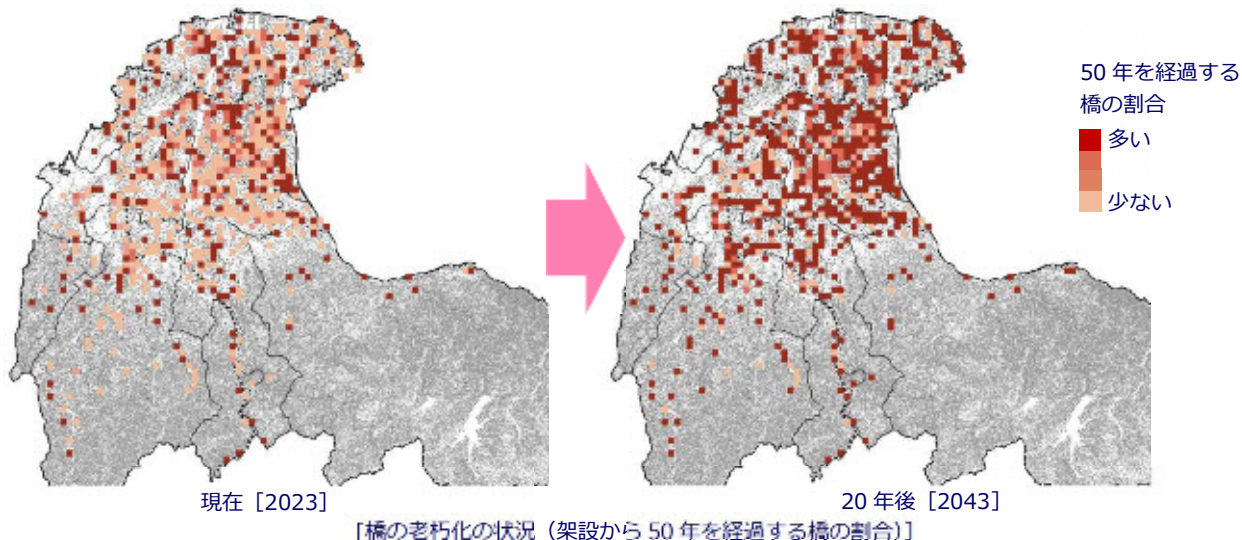 50 年を経過する
橋の割合
多い
少ない
現在［2023］
20 年後［2043］
[橋の老朽化の状況（架設から 50 年を経過する橋の割合）]